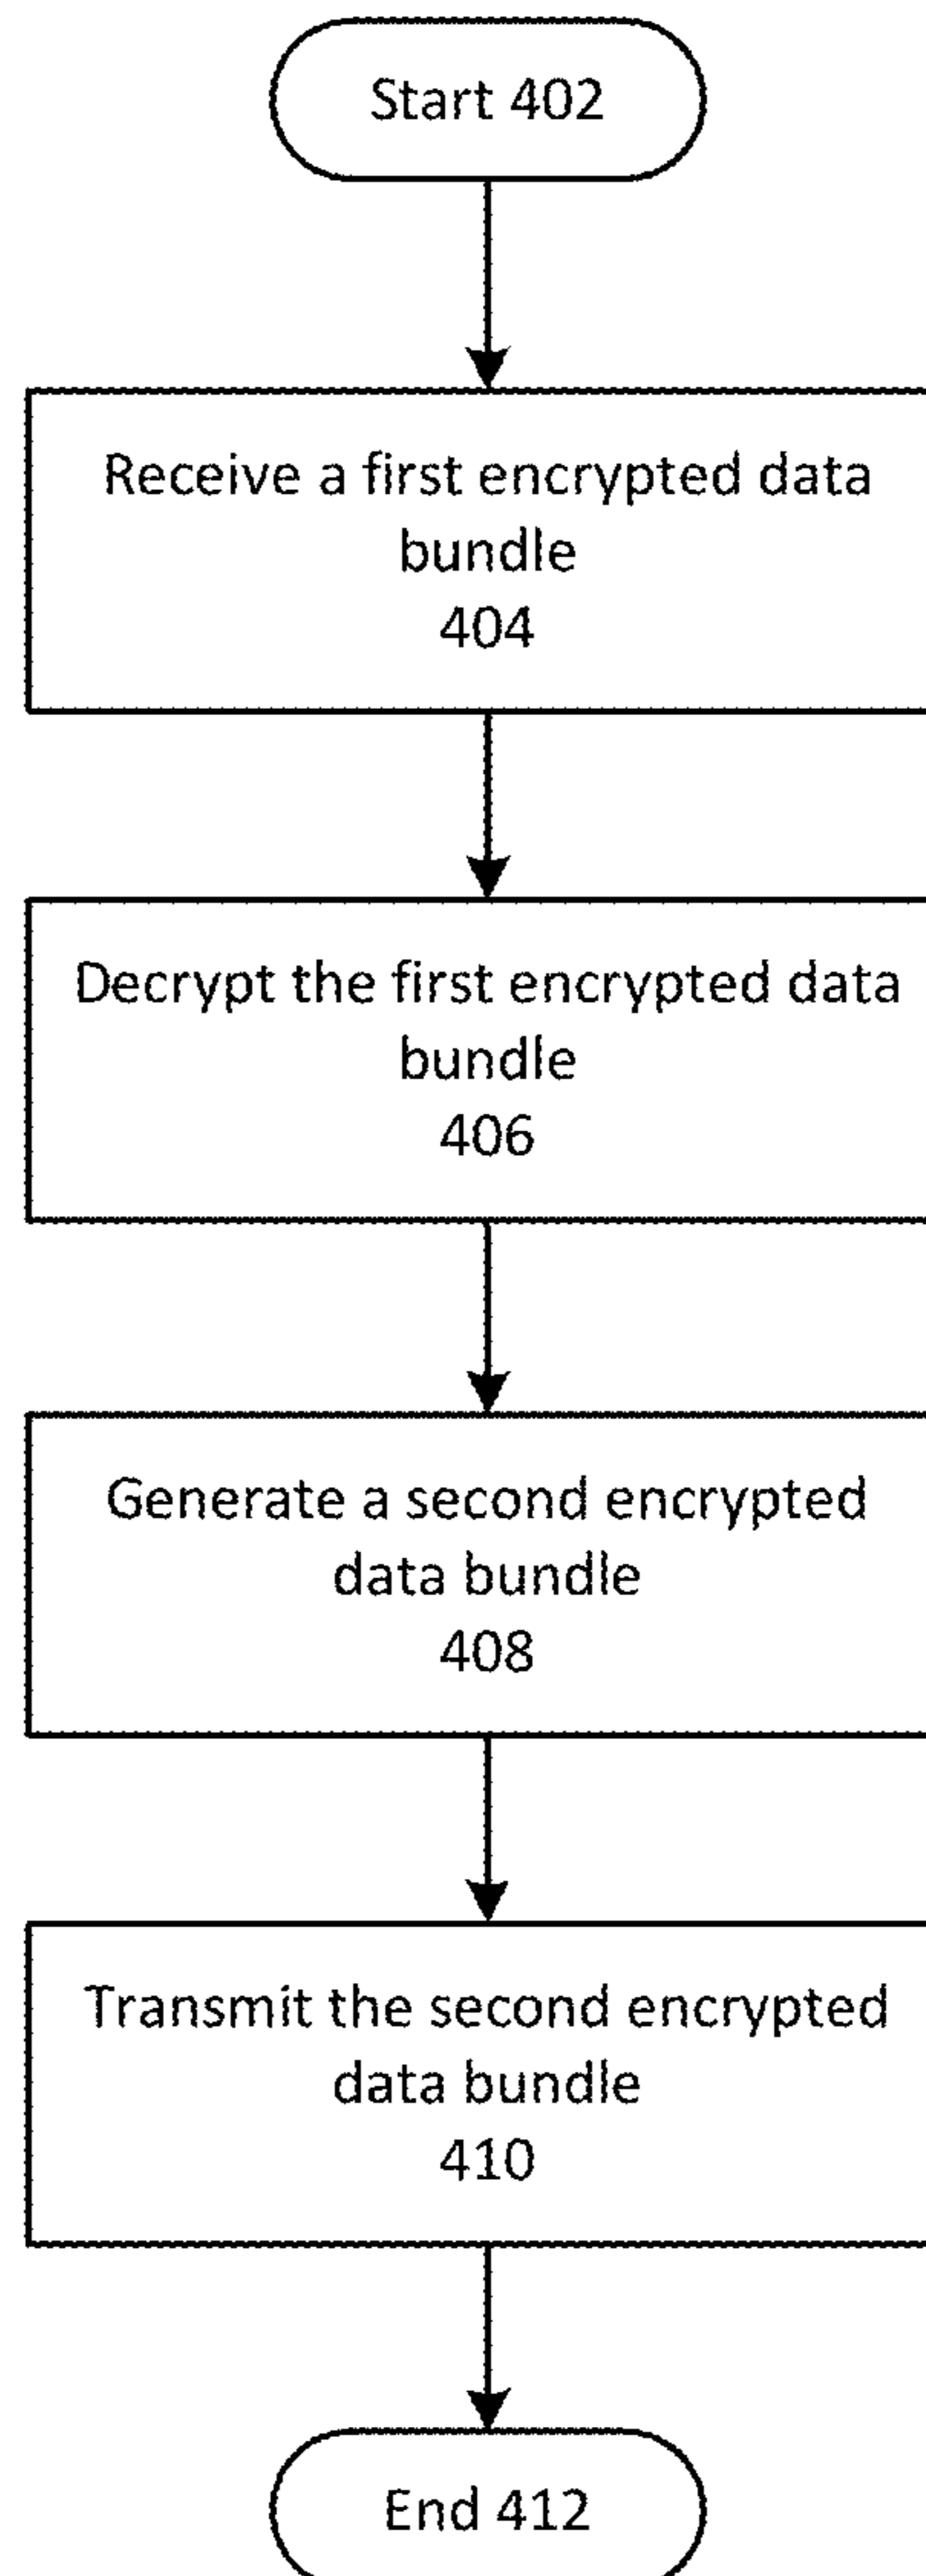 Start 402
Receive a first encrypted data
bundle
404
Decrypt the first encrypted data
bundle
406
Generate a second encrypted
data bundle
408
Transmit the second encrypted
data bundle
410
End 412